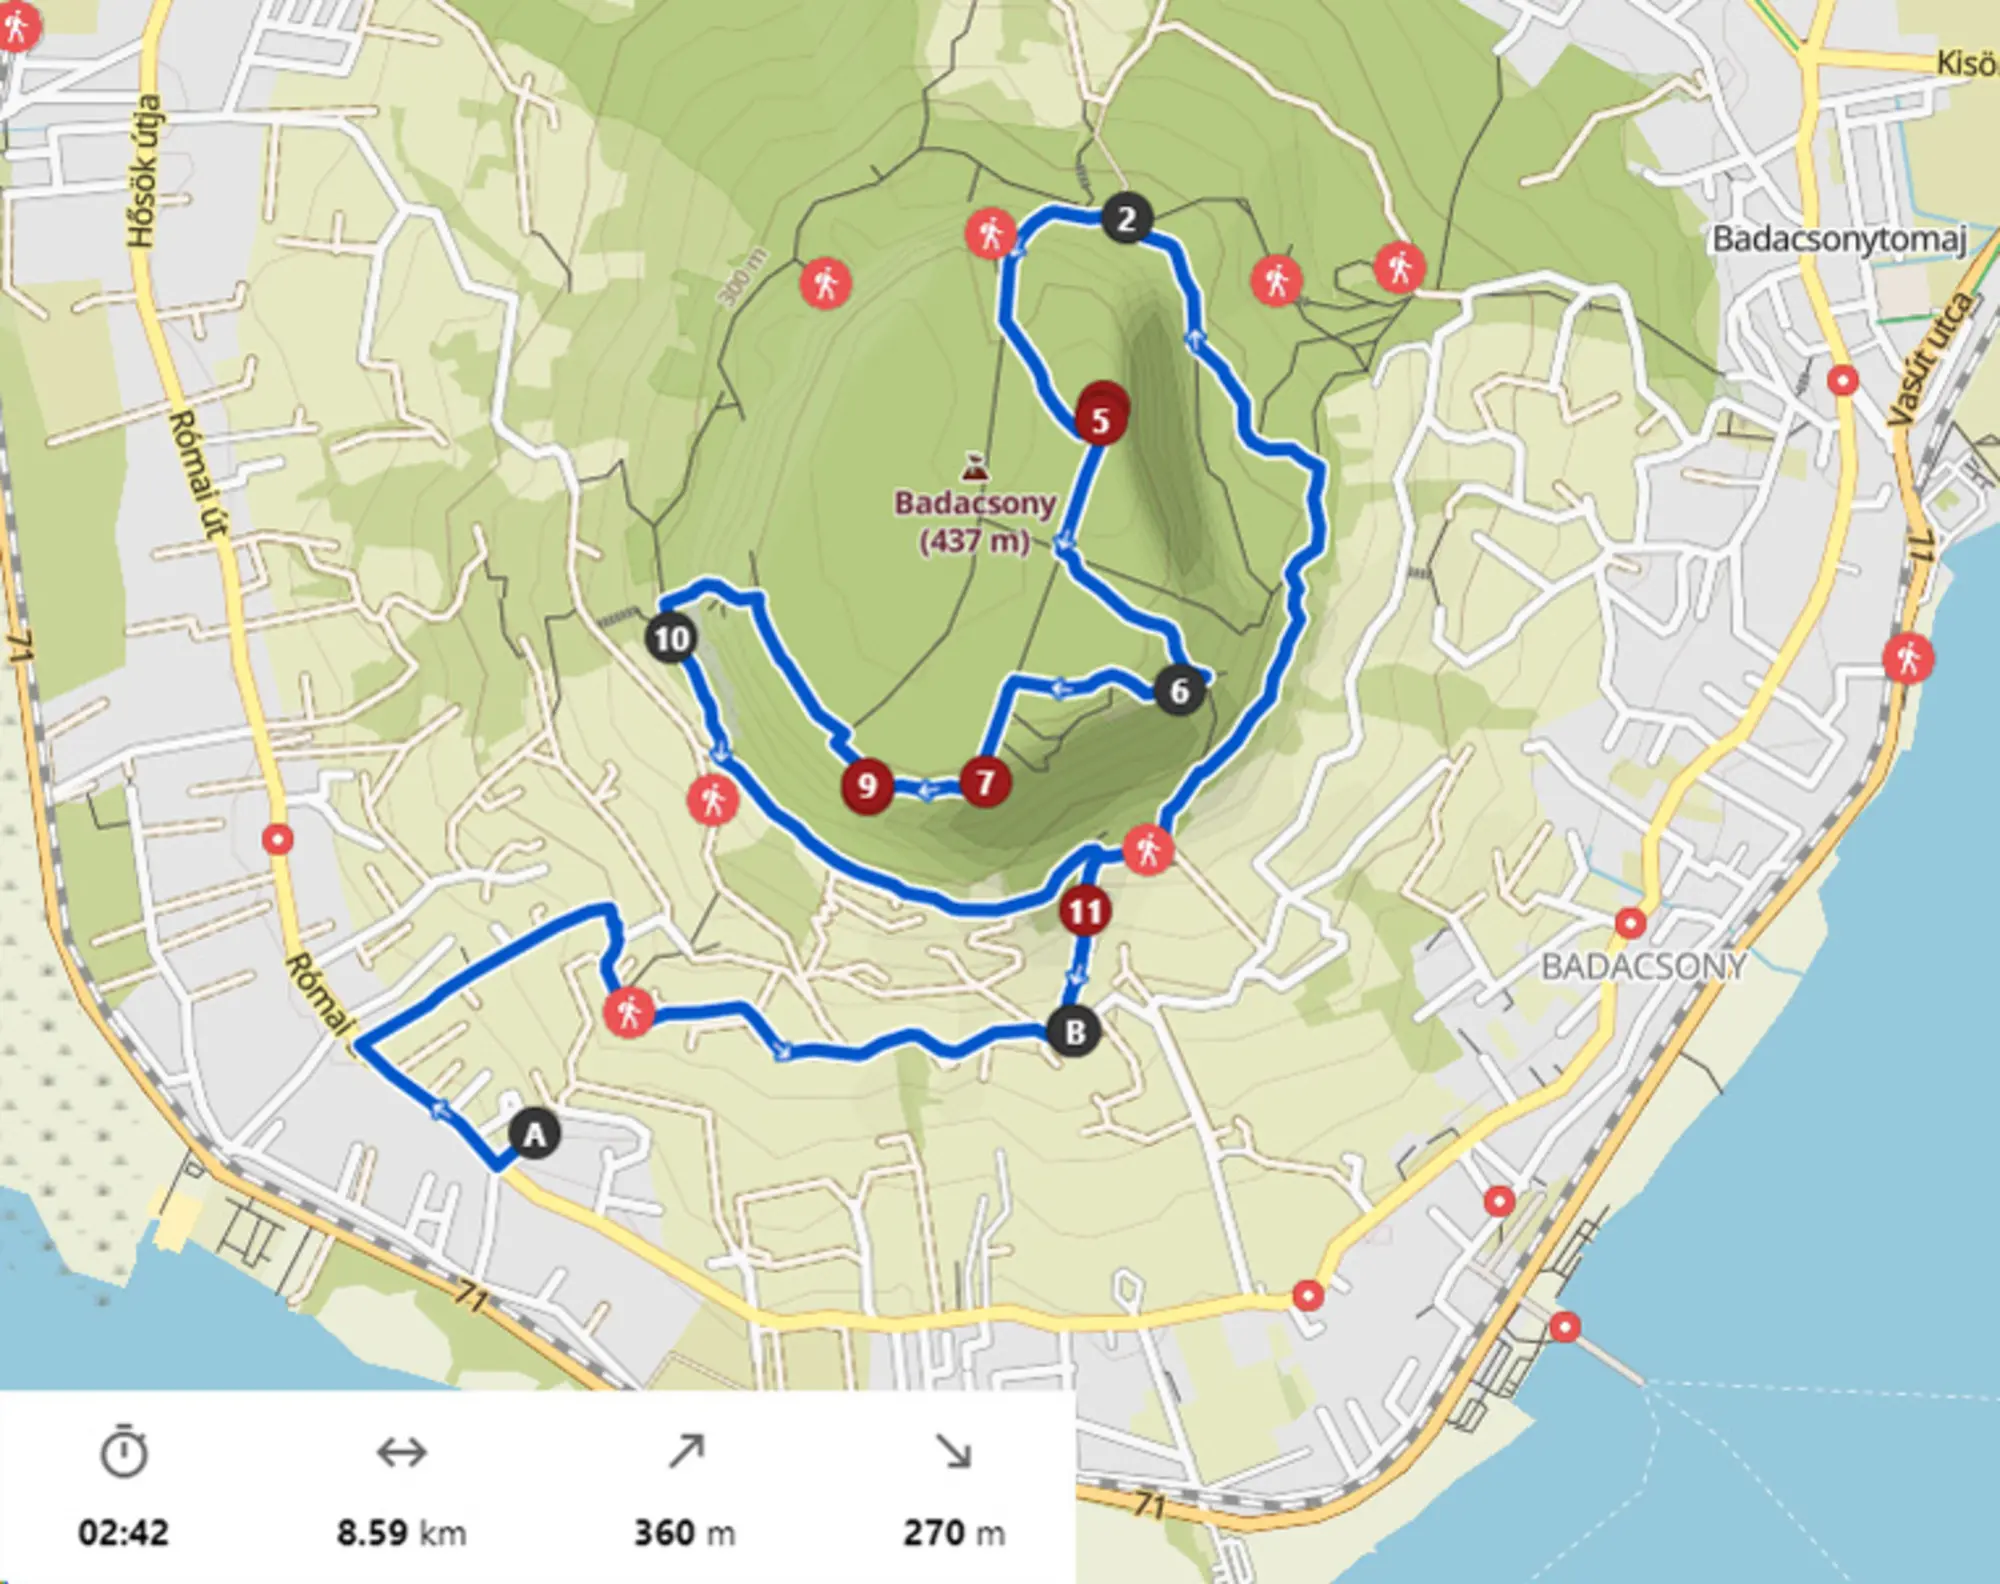 Kisö
Hősök útja
2
Badacsonytomaj
300 m
Vasút utca
5
Római út
Badacsony
(437 m)
71
71
10
6
7
9
11
BADACSONY
Római
B
A
71
71
02:42
8.59 km
360 m
270 m